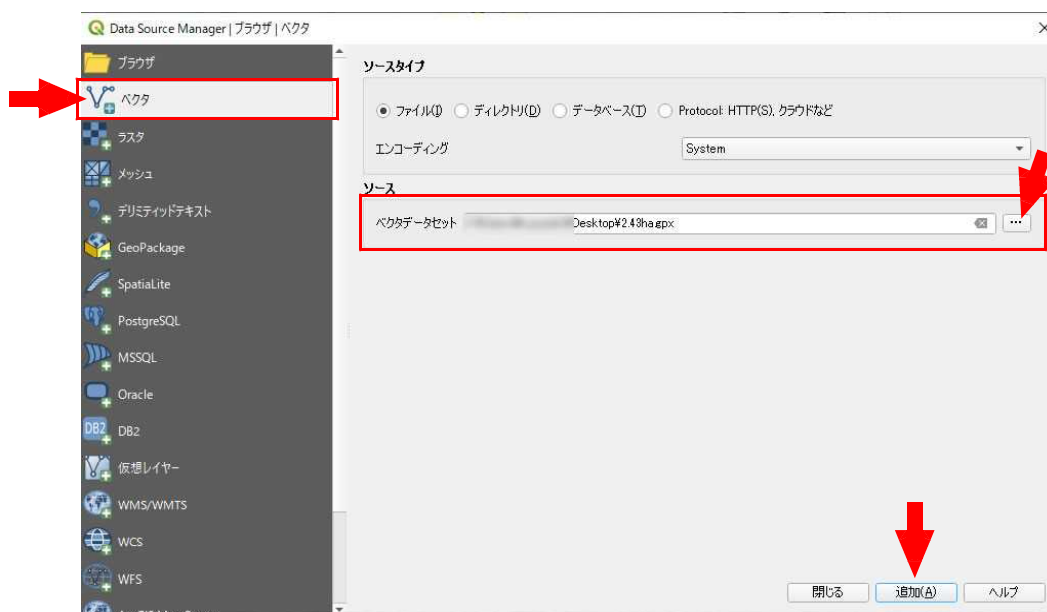 Data Source Manager | ブラウザ | ベクタ
ブラウザ
ベクタ
ラスタ
メッシュ
デリミティッドテキスト
GeoPackage
SpatiaLite
PostgreSQL
MSSQL
Oracle
DB2
DB2
仮想レイヤー
WMS/WMTS
WCS
WFS
ソースタイプ
ファイル(I) ディレクトリ(D) データベース(T) Protocol: HTTP(S), クラウドなど
エンコーディング System
ソース
ベクタデータセット Desktop¥2.43ha.gpx ...
閉じる 追加(A) ヘルプ